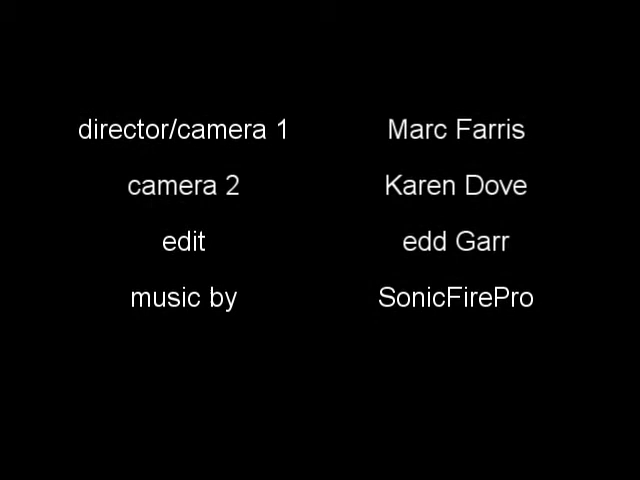 director/camera 1 Marc Farris
camera 2 Karen Dove
edit edd Garr
music by SonicFirePro